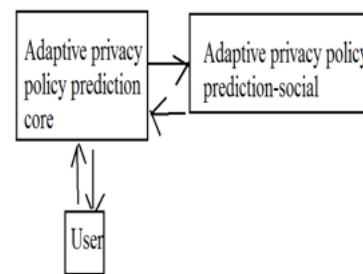 Adaptive privacy
policy prediction
core
Adaptive privacy policy
prediction-social
User